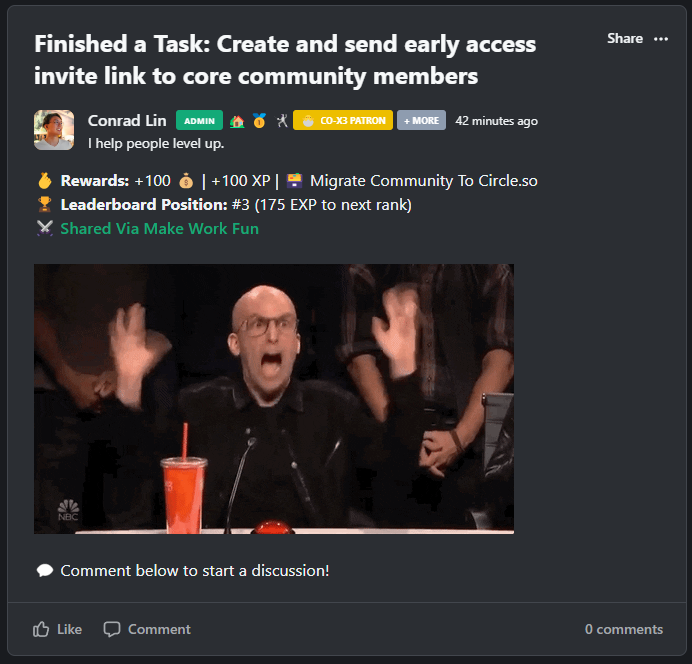 Finished a Task: Create and send early access
invite link to core community members
Share
Conrad Lin ADMIN CO-X3 PATRON + MORE 42 minutes ago
I help people level up.
Rewards: +100 | +100 XP | Migrate Community To Circle.so
Leaderboard Position: #3 (175 EXP to next rank)
Shared Via Make Work Fun
NBC
Comment below to start a discussion!
Like Comment 0 comments